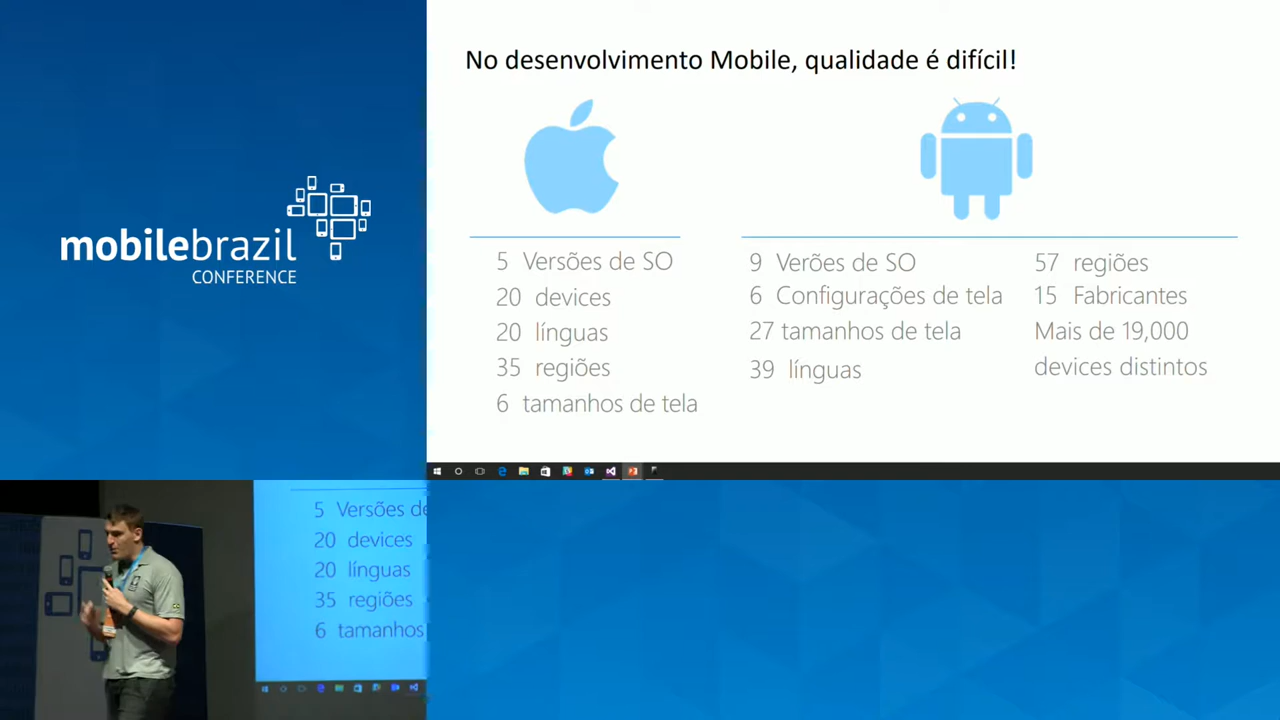 mobilebrazil
CONFERENCE
No desenvolvimento Mobile, qualidade é difícil!
5 Versões de SO
20 devices
20 línguas
35 regiões
6 tamanhos de tela
9 Verões de SO
6 Configurações de tela
27 tamanhos de tela
39 línguas
57 regiões
15 Fabricantes
Mais de 19,000
devices distintos
5 Versões de
20 devices
20 línguas
35 regiões
6 tamanhos